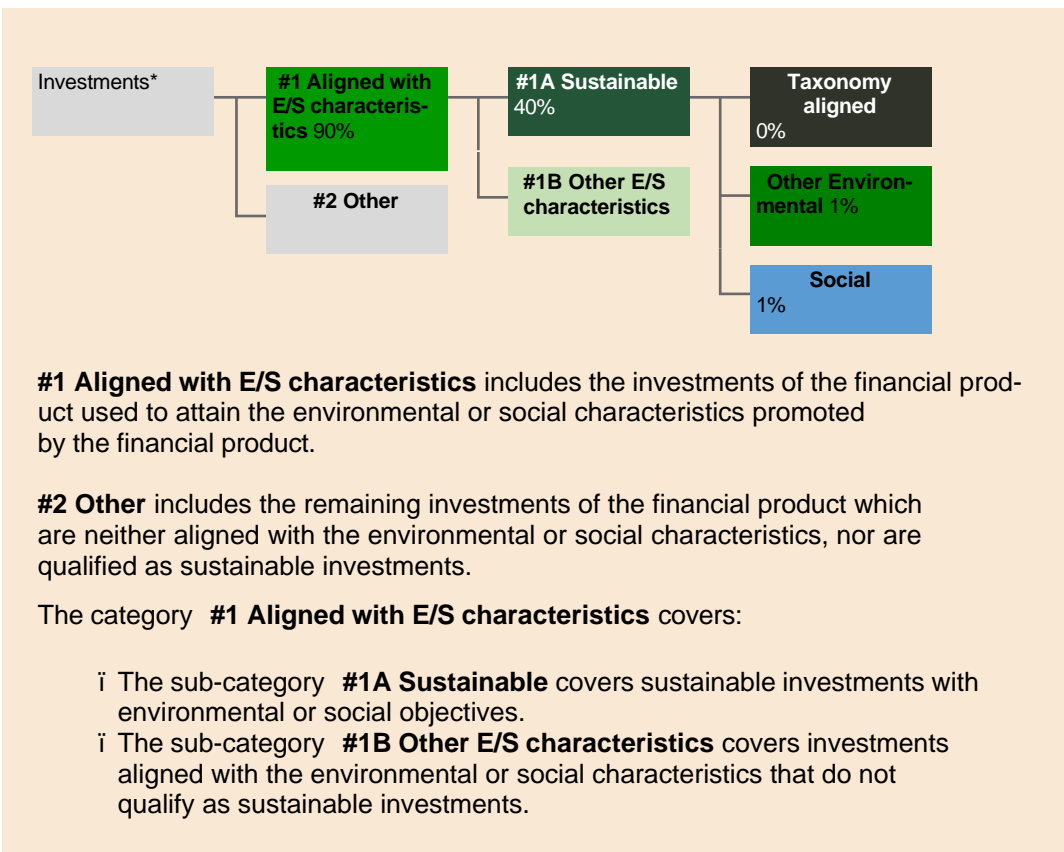 Investments*
#1 Aligned with
E/S characteris-
tics 90%
#2 Other
#1A Sustainable
40%
#1B Other E/S
characteristics
Taxonomy
aligned
0%
Other Environ-
mental 1%
Social
1%
#1 Aligned with E/S characteristics includes the investments of the financial prod-
uct used to attain the environmental or social characteristics promoted
by the financial product.
#2 Other includes the remaining investments of the financial product which
are neither aligned with the environmental or social characteristics, nor are
qualified as sustainable investments.
The category #1 Aligned with E/S characteristics covers:
ï The sub-category #1A Sustainable covers sustainable investments with
environmental or social objectives.
ï The sub-category #1B Other E/S characteristics covers investments
aligned with the environmental or social characteristics that do not
qualify as sustainable investments.